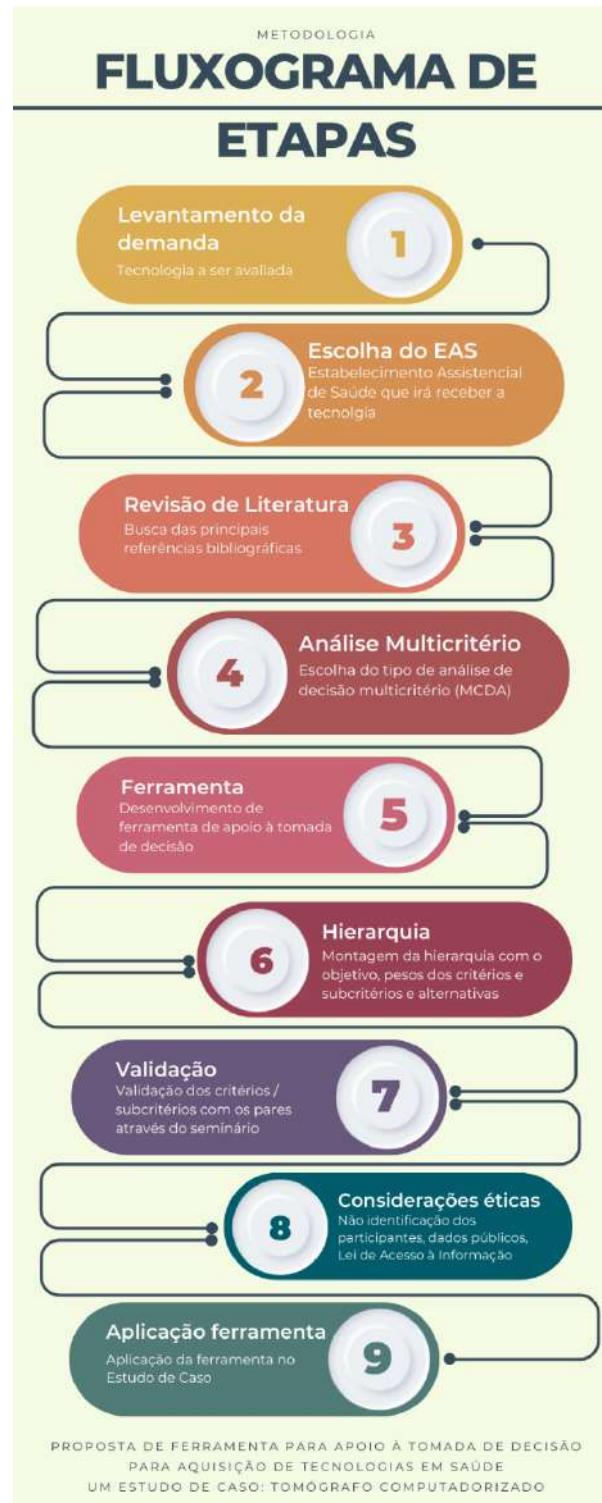 METODOLOGIA
FLUXOGRAMA DE
ETAPAS
Levantamento da
demanda
Tecnologia a ser avaliada
1
Escolha do EAS
Estabelecimento Assistencial
de Saúde que irá receber a
tecnolgia
2
Revisão de Literatura
Busca das principais
referências bibliográficas
3
Análise Multicritério
Escolha do tipo de análise de
decisão multicritério (MCDA)
4
Ferramenta
Desenvolvimento de
ferramenta de apoio à tomada
de decisão
5
Hierarquia
Montagem da hierarquia com o
objetivo, pesos dos critérios e
subcritérios e alternativas
6
Validação
Validação dos critérios /
subcritérios com os pares
através do seminário
7
Considerações éticas
Não identificação dos
participantes, dados públicos,
Lei de Acesso à Informação
8
Aplicação ferramenta
Aplicação da ferramenta no
Estudo de Caso
9
PROPOSTA DE FERRAMENTA PARA APOIO À TOMADA DE DECISÃO
PARA AQUISIÇÃO DE TECNOLOGIAS EM SAÚDE
UM ESTUDO DE CASO: TOMÓGRAFO COMPUTADORIZADO